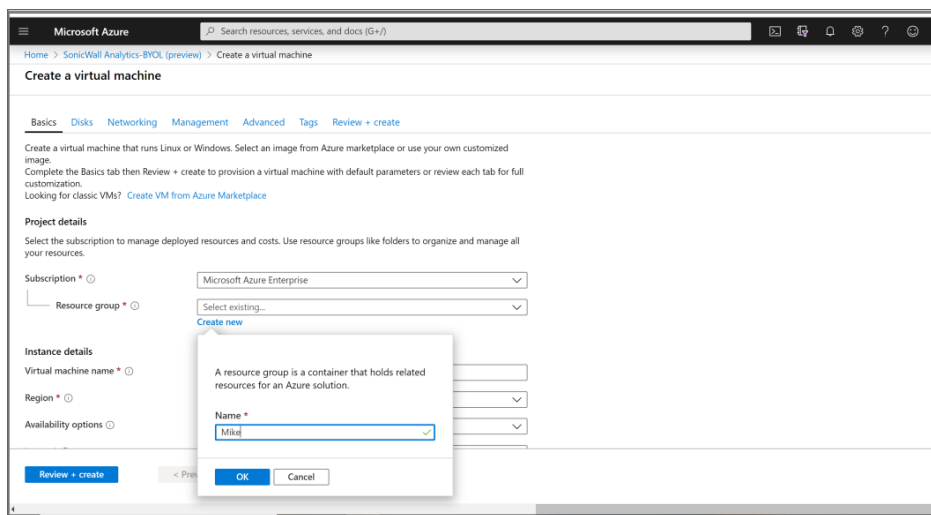 Microsoft Azure
Search resources, services, and docs (G+/)
Home > SonicWall Analytics-BYOL (preview) > Create a virtual machine
Create a virtual machine
Basics Disks Networking Management Advanced Tags Review + create
Create a virtual machine that runs Linux or Windows. Select an image from Azure marketplace or use your own customized
image.
Complete the Basics tab then Review + create to provision a virtual machine with default parameters or review each tab for full
customization.
Looking for classic VMs? Create VM from Azure Marketplace
Project details
Select the subscription to manage deployed resources and costs. Use resource groups like folders to organize and manage all
your resources.
Subscription *
Microsoft Azure Enterprise
Resource group *
Select existing...
Create new
Instance details
Virtual machine name *
Region *
Availability options
A resource group is a container that holds related
resources for an Azure solution.
Name *
Mike
OK Cancel
Review + create
< Prev